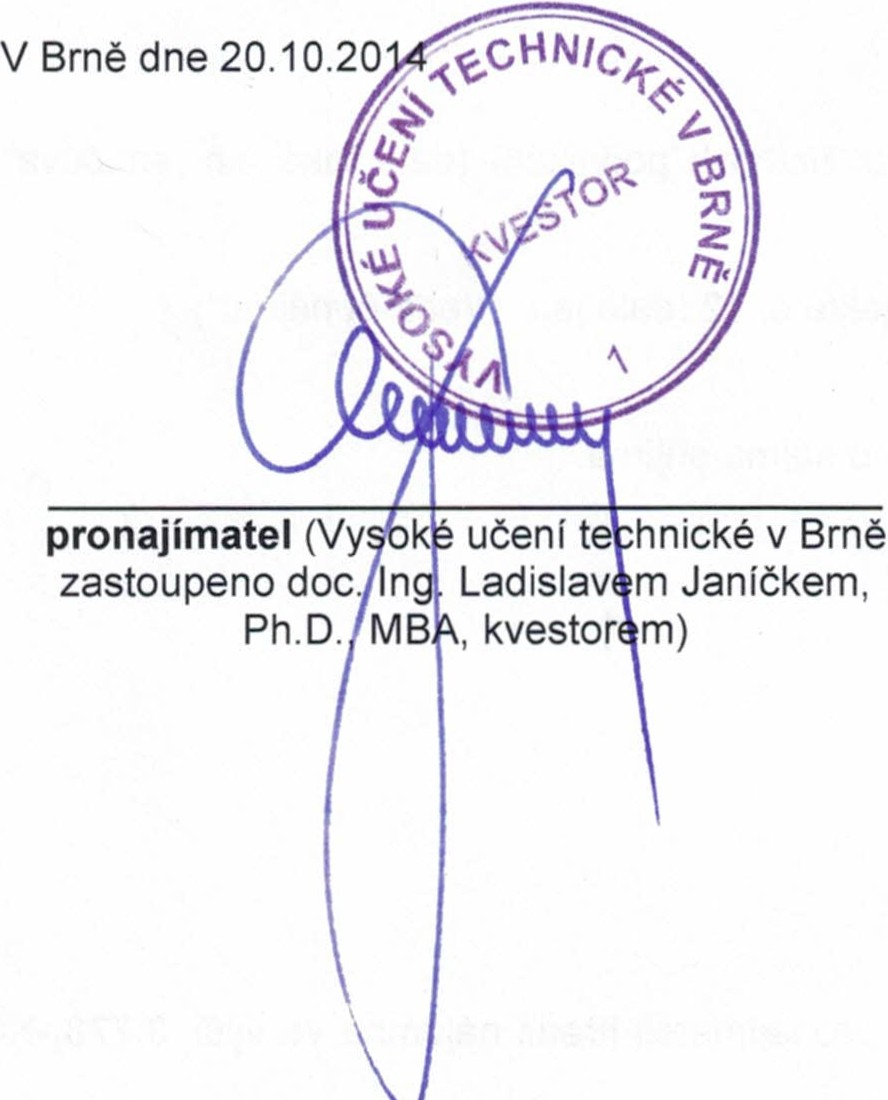 V Brně dne 20.10.2014
VYSOKÉ UČENÍ TECHNICKÉ V BRNĚ
KVESTOR
1
pronajímatel (Vysoké učení technické v Brně
zastoupeno doc. Ing. Ladislavem Janíčkem,
Ph.D., MBA, kvestorem)